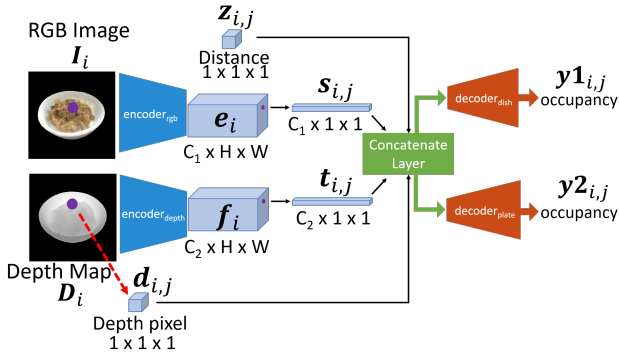 RGB Image
I_i
z_{i,j}
Distance
1 x 1 x 1
encoder_rgb
e_i
C_1 x H x W
s_{i,j}
C_1 x 1 x 1
Concatenate
Layer
decoder_dish
y1_{i,j}
occupancy
encoder_depth
f_i
C_2 x H x W
t_{i,j}
C_2 x 1 x 1
decoder_plate
y2_{i,j}
occupancy
Depth Map
D_i
d_{i,j}
Depth pixel
1 x 1 x 1